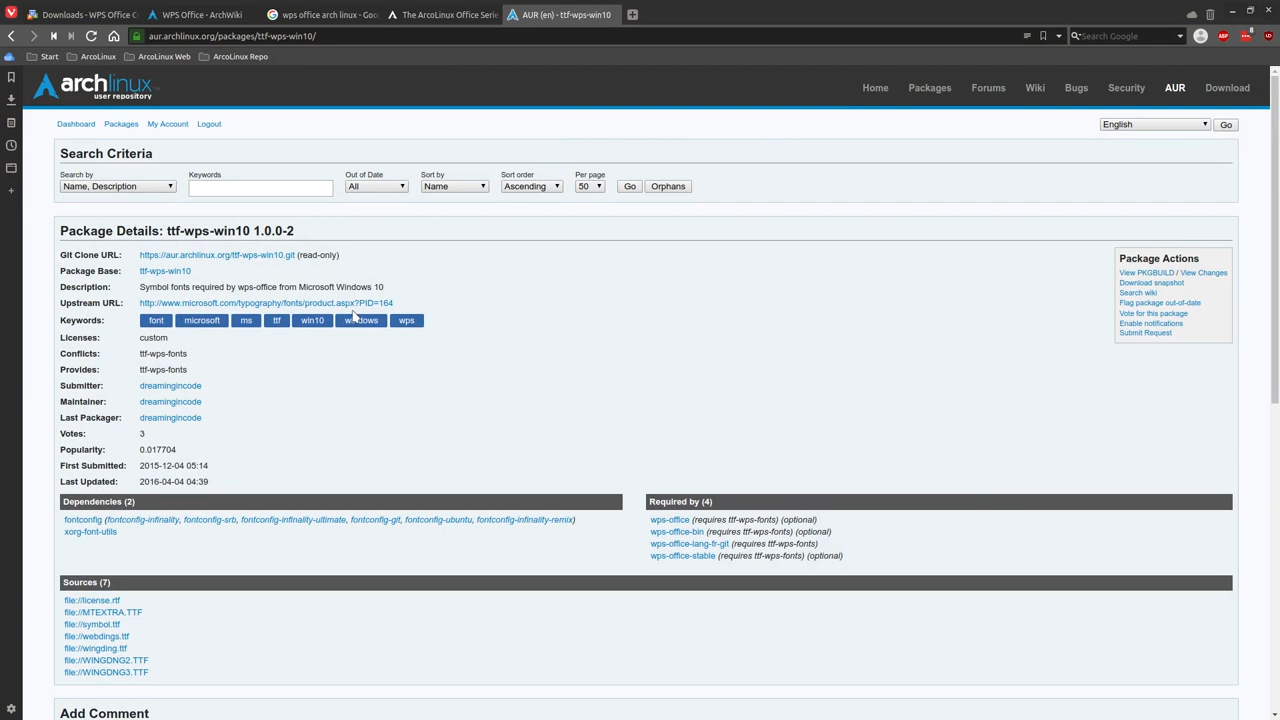 Downloads - WPS Office C
WPS Office - ArchWiki
wps office arch linux - Goo
The ArcoLinux Office Serie
AUR (en) - ttf-wps-win10
aur.archlinux.org/packages/ttf-wps-win10/
Search Google
ABP
8
Start
ArcoLinux
ArcoLinux Web
ArcoLinux Repo
archlinux
user repository
Home
Packages
Forums
Wiki
Bugs
Security
AUR
Download
Dashboard
Packages
My Account
Logout
English
Go
Search Criteria
Search by
Keywords
Out of Date
Sort by
Sort order
Per page
Name, Description
All
Name
Ascending
50
Go
Orphans
Package Details: ttf-wps-win10 1.0.0-2
Git Clone URL: https://aur.archlinux.org/ttf-wps-win10.git (read-only)
Package Base: ttf-wps-win10
Description: Symbol fonts required by wps-office from Microsoft Windows 10
Upstream URL: http://www.microsoft.com/typography/fonts/product.aspx?PID=164
Keywords: font microsoft ms ttf win10 windows wps
Licenses: custom
Conflicts: ttf-wps-fonts
Provides: ttf-wps-fonts
Submitter: dreamingincode
Maintainer: dreamingincode
Last Packager: dreamingincode
Votes: 3
Popularity: 0.017704
First Submitted: 2015-12-04 05:14
Last Updated: 2016-04-04 04:39
Package Actions
View PKGBUILD / View Changes
Download snapshot
Search wiki
Flag package out-of-date
Vote for this package
Enable notifications
Submit Request
Dependencies (2)
fontconfig (fontconfig-infinality, fontconfig-srb, fontconfig-infinality-ultimate, fontconfig-git, fontconfig-ubuntu, fontconfig-infinality-remix)
xorg-font-utils
Required by (4)
wps-office (requires ttf-wps-fonts) (optional)
wps-office-bin (requires ttf-wps-fonts) (optional)
wps-office-lang-fr-git (requires ttf-wps-fonts)
wps-office-stable (requires ttf-wps-fonts) (optional)
Sources (7)
file://license.rtf
file://MTEXTRA.TTF
file://symbol.ttf
file://webdings.ttf
file://wingding.ttf
file://WINGDNG2.TTF
file://WINGDNG3.TTF
Add Comment